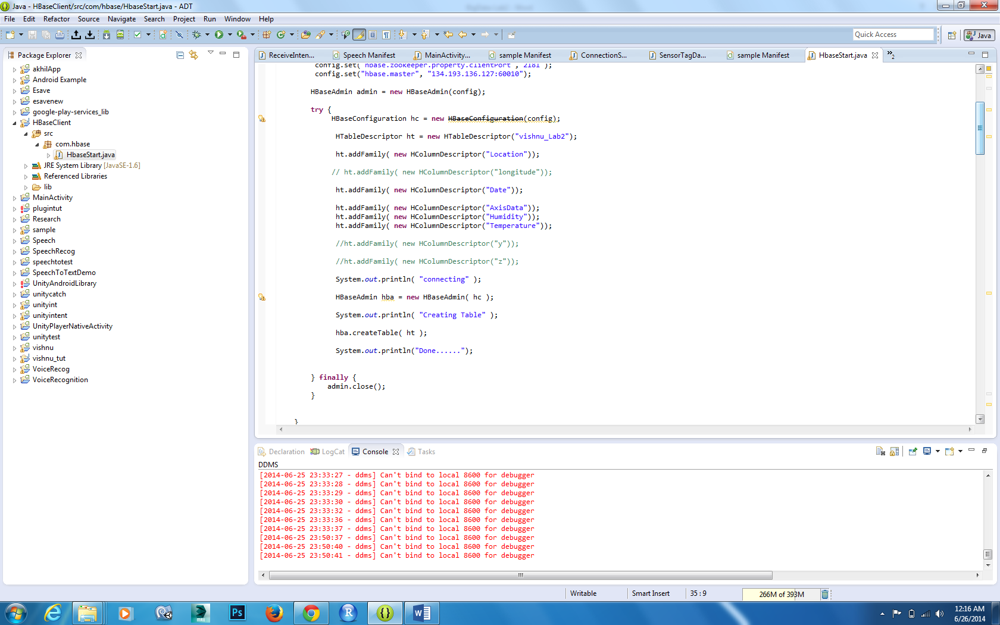 Java - HBaseClient/src/com/hbase/HbaseStart.java - ADT
File Edit Refactor Source Navigate Search Project Run Window Help
Quick Access
Java
Package Explorer
akhilApp
Android Example
Esave
esavenew
google-play-services_lib
HBaseClient
src
com.hbase
HbaseStart.java
JRE System Library [JavaSE-1.6]
Referenced Libraries
lib
MainActivity
plugintut
Research
sample
Speech
SpeechRecog
speechtotest
SpeechToTextDemo
UnityAndroidLibrary
unitycatch
unityint
unityintent
UnityPlayerNativeActivity
unitytest
vishnu
vishnu_tut
VoiceRecog
VoiceRecognition
ReceiveInten... Speech Manifest MainActivity... sample Manifest ConnectionS... SensorTagDa... sample Manifest HbaseStart.java »2
config.set("hbase.zookeeper.property.clientPort","2181");
config.set("hbase.master", "134.193.136.127:60010");
HBaseAdmin admin = new HBaseAdmin(config);
try {
HBaseConfiguration hc = new HBaseConfiguration(config);
HTableDescriptor ht = new HTableDescriptor("vishnu_Lab2");
ht.addFamily( new HColumnDescriptor("Location"));
// ht.addFamily( new HColumnDescriptor("longitude"));
ht.addFamily( new HColumnDescriptor("Date"));
ht.addFamily( new HColumnDescriptor("AxisData"));
ht.addFamily( new HColumnDescriptor("Humidity"));
ht.addFamily( new HColumnDescriptor("Temperature"));
//ht.addFamily( new HColumnDescriptor("y"));
//ht.addFamily( new HColumnDescriptor("z"));
System.out.println( "connecting" );
HBaseAdmin hba = new HBaseAdmin( hc );
System.out.println( "Creating Table" );
hba.createTable( ht );
System.out.println("Done......");
} finally {
admin.close();
}
}
Declaration LogCat Console Tasks
DDMS
[2014-06-25 23:33:27 - ddms] Can't bind to local 8600 for debugger
[2014-06-25 23:33:28 - ddms] Can't bind to local 8600 for debugger
[2014-06-25 23:33:29 - ddms] Can't bind to local 8600 for debugger
[2014-06-25 23:33:30 - ddms] Can't bind to local 8600 for debugger
[2014-06-25 23:33:32 - ddms] Can't bind to local 8600 for debugger
[2014-06-25 23:33:36 - ddms] Can't bind to local 8600 for debugger
[2014-06-25 23:33:37 - ddms] Can't bind to local 8600 for debugger
[2014-06-25 23:50:37 - ddms] Can't bind to local 8600 for debugger
[2014-06-25 23:50:40 - ddms] Can't bind to local 8600 for debugger
[2014-06-25 23:50:41 - ddms] Can't bind to local 8600 for debugger
Writable Smart Insert 35 : 9 266M of 393M
MAX Ps R W
12:16 AM
6/26/2014